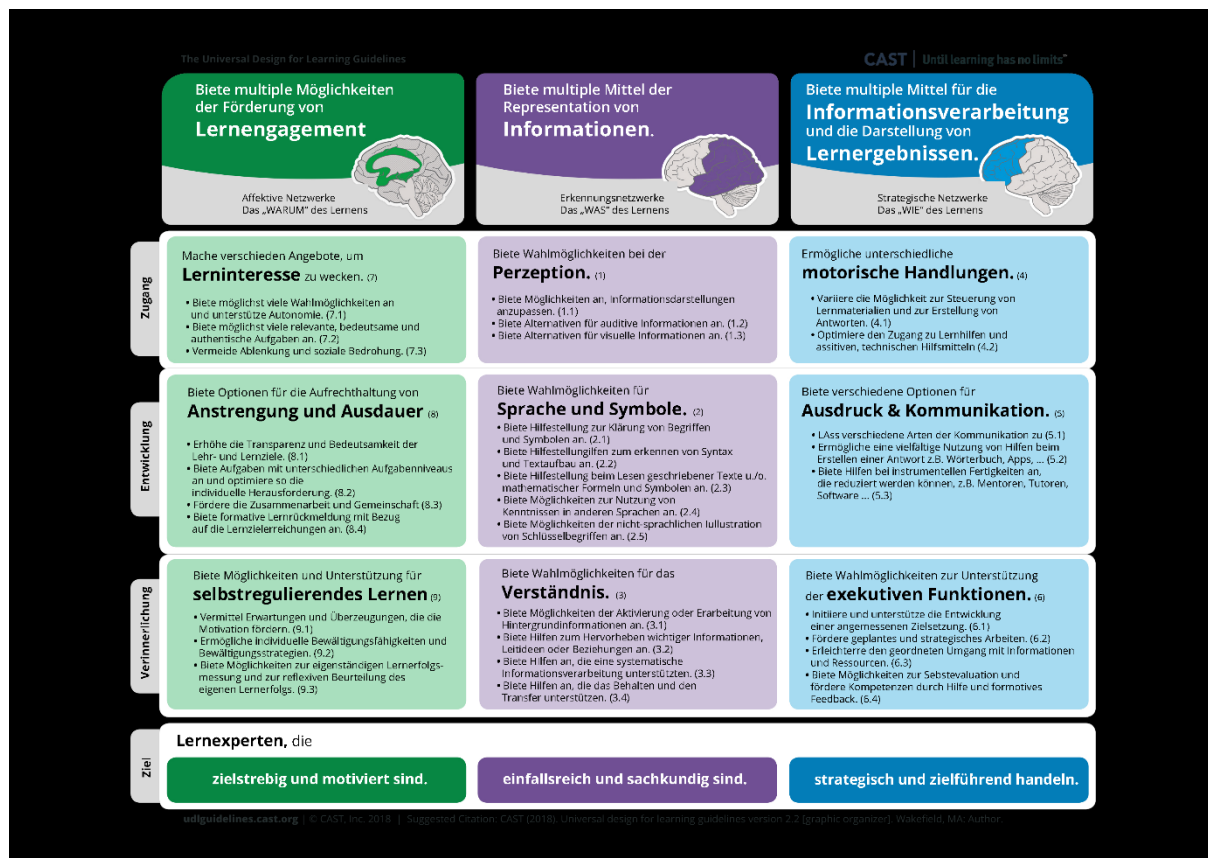 The Universal Design for Learning Guidelines
CAST | Until learning has no limits™
Biete multiple Möglichkeiten
der Förderung von
Lernengagement
Affektive Netzwerke
Das „WARUM" des Lernens
Biete multiple Mittel der
Representation von
Informationen.
Erkennungsnetzwerke
Das „WAS" des Lernens
Biete multiple Mittel für die
Informationsverarbeitung
und die Darstellung von
Lernergebnissen.
Strategische Netzwerke
Das „WIE" des Lernens
Zugang
Mache verschieden Angebote, um
Lerninteresse zu wecken. (7)
• Biete möglichst viele Wahlmöglichkeiten an
und unterstütze Autonomie. (7.1)
• Biete möglichst viele relevante, bedeutsame und
authentische Aufgaben an. (7.2)
• Vermeide Ablenkung und soziale Bedrohung. (7.3)
Biete Wahlmöglichkeiten bei der
Perzeption. (1)
• Biete Möglichkeiten an, Informationsdarstellungen
anzupassen. (1.1)
• Biete Alternativen für auditive Informationen an. (1.2)
• Biete Alternativen für visuelle Informationen an. (1.3)
Ermögliche unterschiedliche
motorische Handlungen. (4)
• Variiere die Möglichkeit zur Steuerung von
Lernmaterialien und zur Erstellung von
Antworten. (4.1)
• Optimiere den Zugang zu Lernhilfen und
assitiven, technischen Hilfsmitteln (4.2)
Entwicklung
Biete Optionen für die Aufrechthaltung von
Anstrengung und Ausdauer (8)
• Erhöhe die Transparenz und Bedeutsamkeit der
Lehr- und Lernziele. (8.1)
• Biete Aufgaben mit unterschiedlichen Aufgabenniveaus
an und optimiere so die
individuelle Herausforderung. (8.2)
• Fördere die Zusammenarbeit und Gemeinschaft (8.3)
• Biete formative Lernrückmeldung mit Bezug
auf die Lernzielerreichungen an. (8.4)
Biete Wahlmöglichkeiten für
Sprache und Symbole. (2)
• Biete Hilfestellung zur Klärung von Begriffen
und Symbolen an. (2.1)
• Biete Hilfestellungilfen zum erkennen von Syntax
und Textaufbau an. (2.2)
• Biete Hilfestellung beim Lesen geschriebener Texte u./o.
mathematischer Formeln und Symbolen an. (2.3)
• Biete Möglichkeiten zur Nutzung von
Kenntnissen in anderen Sprachen an. (2.4)
• Biete Möglichkeiten der nicht-sprachlichen Iullustration
von Schlüsselbegriffen an. (2.5)
Biete verschiedene Optionen für
Ausdruck & Kommunikation. (5)
• LAss verschiedene Arten der Kommunikation zu (5.1)
• Ermögliche eine vielfältige Nutzung von Hilfen beim
Erstellen einer Antwort z.B. Wörterbuch, Apps, ... (5.2)
• Biete Hilfen bei instrumentellen Fertigkeiten an,
die reduziert werden können, z.B. Mentoren, Tutoren,
Software ... (5.3)
Verinnerlichung
Biete Möglichkeiten und Unterstützung für
selbstregulierendes Lernen (9)
• Vermittel Erwartungen und Überzeugungen, die die
Motivation fördern. (9.1)
• Ermögliche individuelle Bewältigungsfähigkeiten und
Bewältigungsstrategien. (9.2)
• Biete Möglichkeiten zur eigenständigen Lernerfolgs-
messung und zur reflexiven Beurteilung des
eigenen Lernerfolgs. (9.3)
Biete Wahlmöglichkeiten für das
Verständnis. (3)
• Biete Möglichkeiten der Aktivierung oder Erarbeitung von
Hintergrundinformationen an. (3.1)
• Biete Hilfen zum Hervorheben wichtiger Informationen,
Leitideen oder Beziehungen an. (3.2)
• Biete Hilfen an, die eine systematische
Informationsverarbeitung unterstützten. (3.3)
• Biete Hilfen an, die das Behalten und den
Transfer unterstützen. (3.4)
Biete Wahlmöglichkeiten zur Unterstützung
der exekutiven Funktionen. (6)
• Initiiere und unterstütze die Entwicklung
einer angemessenen Zielsetzung. (6.1)
• Fördere geplantes und strategisches Arbeiten. (6.2)
• Erleichterre den geordneten Umgang mit Informationen
und Ressourcen. (6.3)
• Biete Möglichkeiten zur Sebstevaluation und
fördere Kompetenzen durch Hilfe und formotives
Feedback. (6.4)
Ziel
Lernexperten, die
zielstrebig und motiviert sind.
einfallsreich und sachkundig sind.
strategisch und zielführend handeln.
udlguidelines.cast.org | © CAST, Inc. 2018 | Suggested Citation: CAST (2018). Universal design for learning guidelines version 2.2 [graphic organizer]. Wakefield, MA: Author.